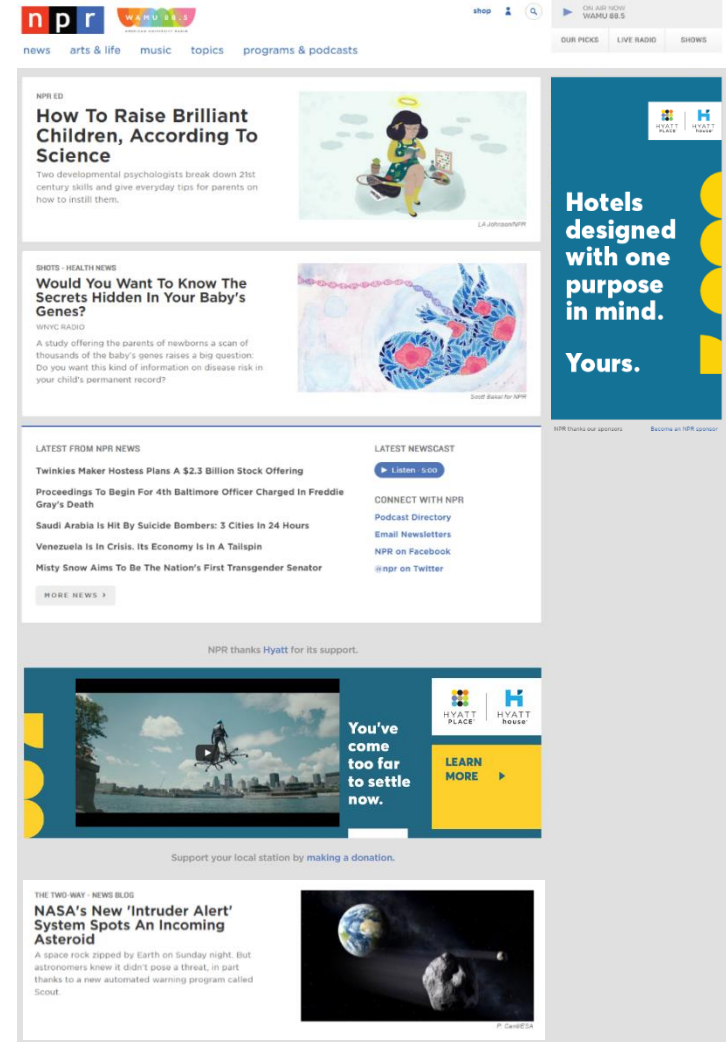 npr
WAMU 88.5
AMERICAN UNIVERSITY RADIO
shop
ON AIR NOW
WAMU 88.5
news arts & life music topics programs & podcasts
OUR PICKS LIVE RADIO SHOWS
NPR ED
How To Raise Brilliant
Children, According To
Science
Two developmental psychologists break down 21st
century skills and give everyday tips for parents on
how to instill them.
LA Johnson/NPR
SHOTS - HEALTH NEWS
Would You Want To Know The
Secrets Hidden In Your Baby's
Genes?
WNYC RADIO
A study offering the parents of newborns a scan of
thousands of the baby's genes raises a big question:
Do you want this kind of information on disease risk in
your child's permanent record?
for NPR
HYATT PLACE HYATT house
Hotels
designed
with one
purpose
in mind.
Yours.
NPR thanks our sponsors Become an NPR sponsor
LATEST FROM NPR NEWS
Twinkies Maker Hostess Plans A $2.3 Billion Stock Offering
Proceedings To Begin For 4th Baltimore Officer Charged In Freddie
Gray's Death
Saudi Arabia Is Hit By Suicide Bombers: 3 Cities In 24 Hours
Venezuela Is In Crisis. Its Economy Is In A Tailspin
Misty Snow Aims To Be The Nation's First Transgender Senator
MORE NEWS >
LATEST NEWSCAST
Listen · 5:00
CONNECT WITH NPR
Podcast Directory
Email Newsletters
NPR on Facebook
@npr on Twitter
NPR thanks Hyatt for its support.
You've
come
too far
to settle
now.
HYATT PLACE HYATT house
LEARN
MORE
Support your local station by making a donation.
THE TWO-WAY - NEWS BLOG
NASA's New 'Intruder Alert'
System Spots An Incoming
Asteroid
A space rock zipped by Earth on Sunday night. But
astronomers knew it didn't pose a threat, in part
thanks to a new automated warning program called
Scout.
P. Carril/ESA